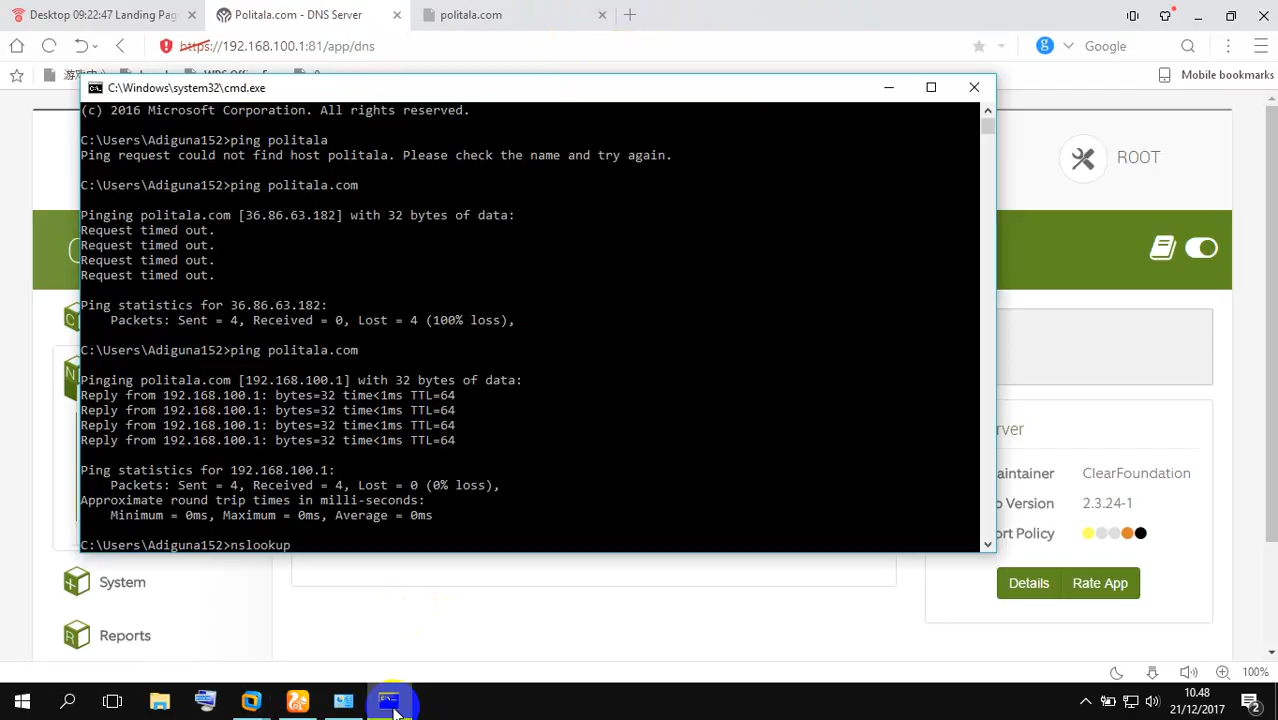 Desktop 09:22:47 Landing Pag
Politala.com - DNS Server
politala.com
https://192.168.100.1:81/app/dns
Google
Mobile bookmarks
C:\Windows\system32\cmd.exe
(c) 2016 Microsoft Corporation. All rights reserved.
C:\Users\Adiguna152>ping politala
Ping request could not find host politala. Please check the name and try again.
C:\Users\Adiguna152>ping politala.com
Pinging politala.com [36.86.63.182] with 32 bytes of data:
Request timed out.
Request timed out.
Request timed out.
Request timed out.
Ping statistics for 36.86.63.182:
Packets: Sent = 4, Received = 0, Lost = 4 (100% loss),
C:\Users\Adiguna152>ping politala.com
Pinging politala.com [192.168.100.1] with 32 bytes of data:
Reply from 192.168.100.1: bytes=32 time<1ms TTL=64
Reply from 192.168.100.1: bytes=32 time<1ms TTL=64
Reply from 192.168.100.1: bytes=32 time<1ms TTL=64
Reply from 192.168.100.1: bytes=32 time<1ms TTL=64
Ping statistics for 192.168.100.1:
Packets: Sent = 4, Received = 4, Lost = 0 (0% loss),
Approximate round trip times in milli-seconds:
Minimum = 0ms, Maximum = 0ms, Average = 0ms
C:\Users\Adiguna152>nslookup
ROOT
erver
aintainer ClearFoundation
p Version 2.3.24-1
ort Policy
Details Rate App
System
Reports
100%
10.48
21/12/2017
2